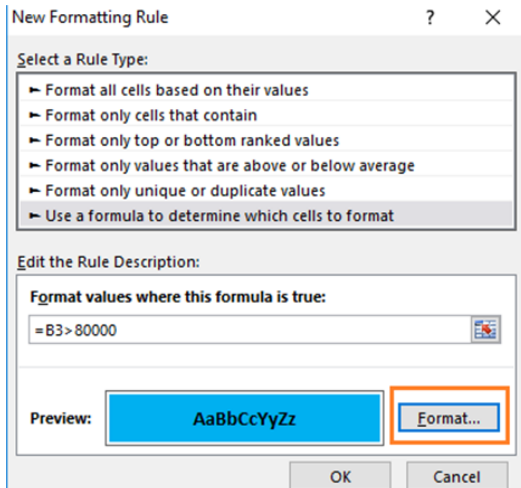 New Formatting Rule ? ×
Select a Rule Type:
► Format all cells based on their values
► Format only cells that contain
► Format only top or bottom ranked values
► Format only values that are above or below average
► Format only unique or duplicate values
► Use a formula to determine which cells to format
Edit the Rule Description:
Format values where this formula is true:
=B3>80000
Preview: AaBbCcYyZz Format...
OK Cancel